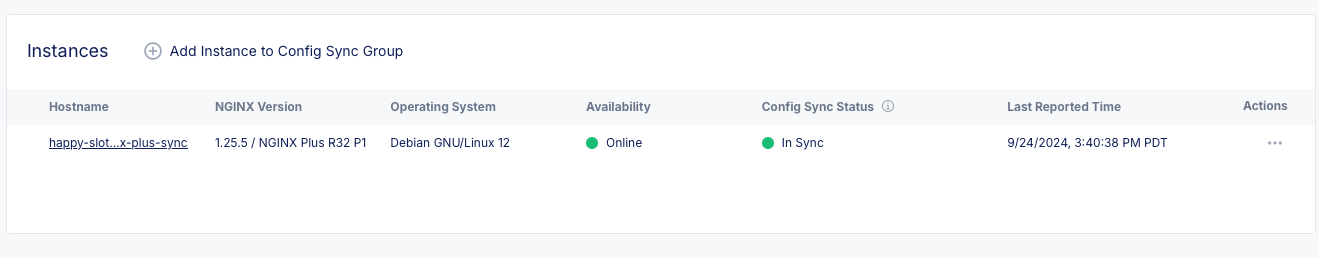 Instances Add Instance to Config Sync Group
Hostname NGINX Version Operating System Availability Config Sync Status Last Reported Time Actions
happy-slot...x-plus-sync 1.25.5 / NGINX Plus R32 P1 Debian GNU/Linux 12 Online In Sync 9/24/2024, 3:40:38 PM PDT